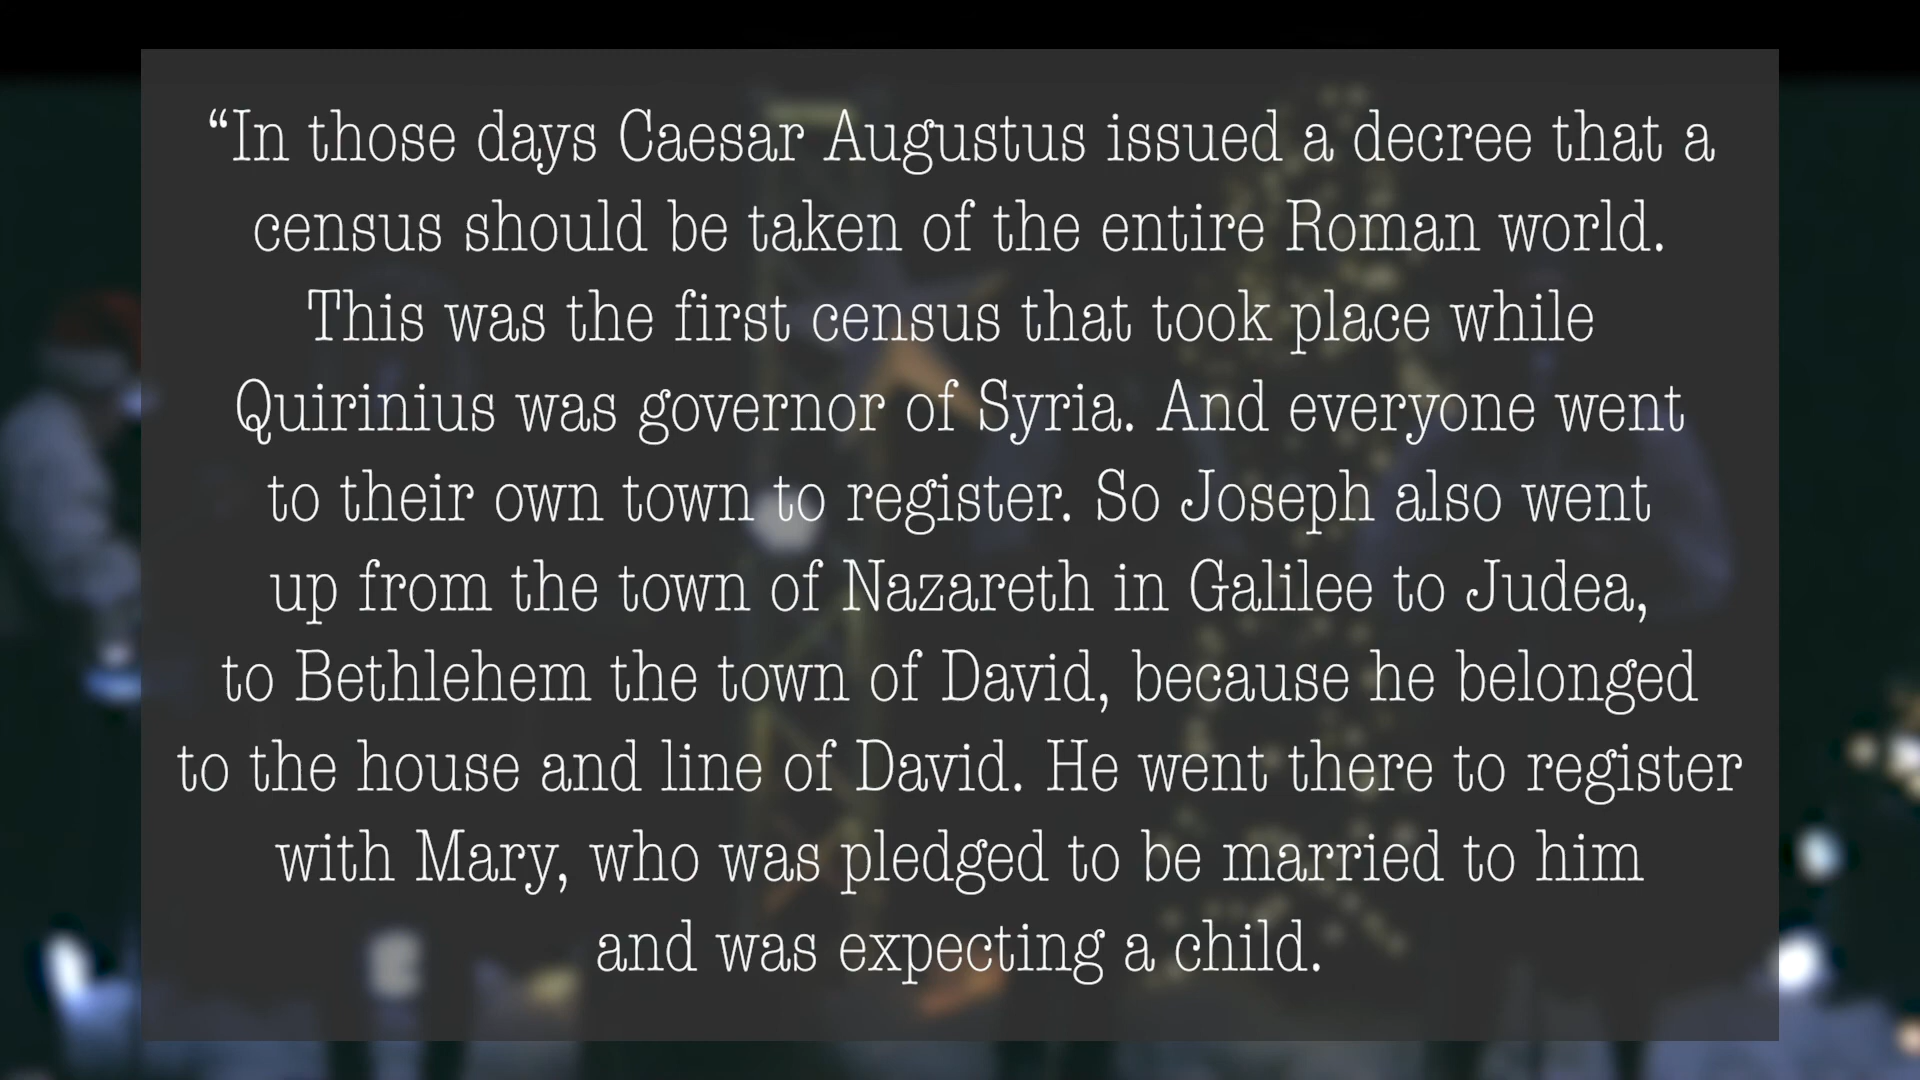 “In those days Caesar Augustus issued a decree that a
census should be taken of the entire Roman world.
This was the first census that took place while
Quirinius was governor of Syria. And everyone went
to their own town to register. So Joseph also went
up from the town of Nazareth in Galilee to Judea,
to Bethlehem the town of David, because he belonged
to the house and line of David. He went there to register
with Mary, who was pledged to be married to him
and was expecting a child.